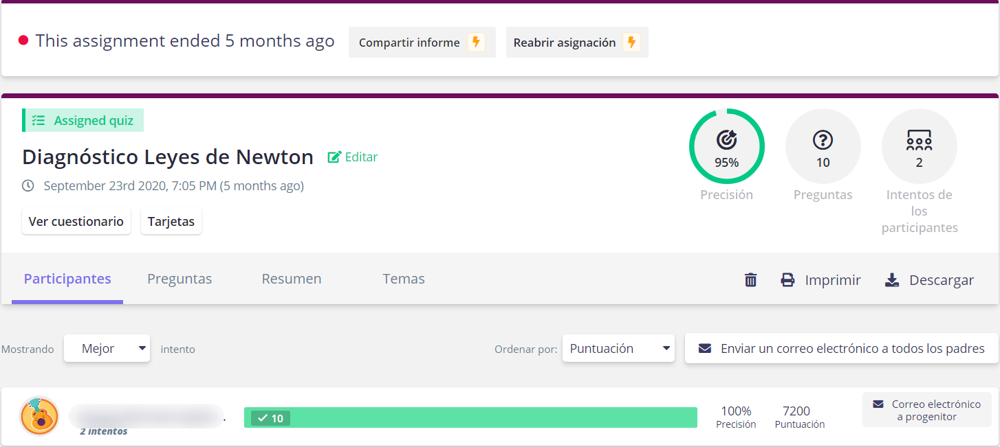 This assignment ended 5 months ago
Compartir informe
Reabrir asignación
Assigned quiz
Diagnóstico Leyes de Newton
Editar
September 23rd 2020, 7:05 PM (5 months ago)
Ver cuestionario
Tarjetas
95%
Precisión
10
Preguntas
2
Intentos de
los
participantes
Participantes
Preguntas
Resumen
Temas
Imprimir
Descargar
Mostrando
Mejor
intento
Ordenar por:
Puntuación
Enviar un correo electrónico a todos los padres
2 intentos
10
100%
Precisión
7200
Puntuación
Correo electrónico
a progenitor